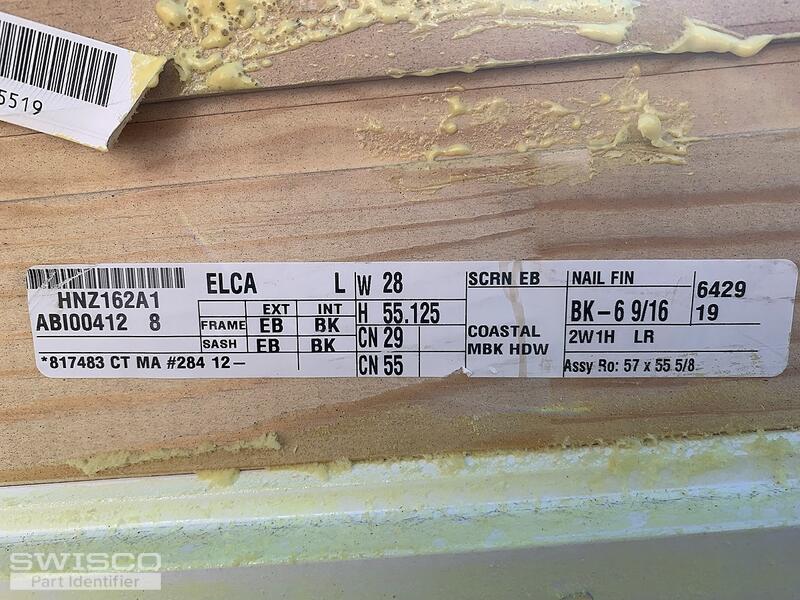 5519
HNZ162A1
ABI00412 8
ELCA L
EXT INT
FRAME EB BK
SASH EB BK
*817483 CT MA #284 12–
W 28
H 55.125
CN 29
CN 55
SCRN EB
COASTAL
MBK HDW
NAIL FIN
BK–6 9/16
2W1H LR
Assy Ro: 57 x 55 5/8
6429
19
SWISCO
Part Identifier